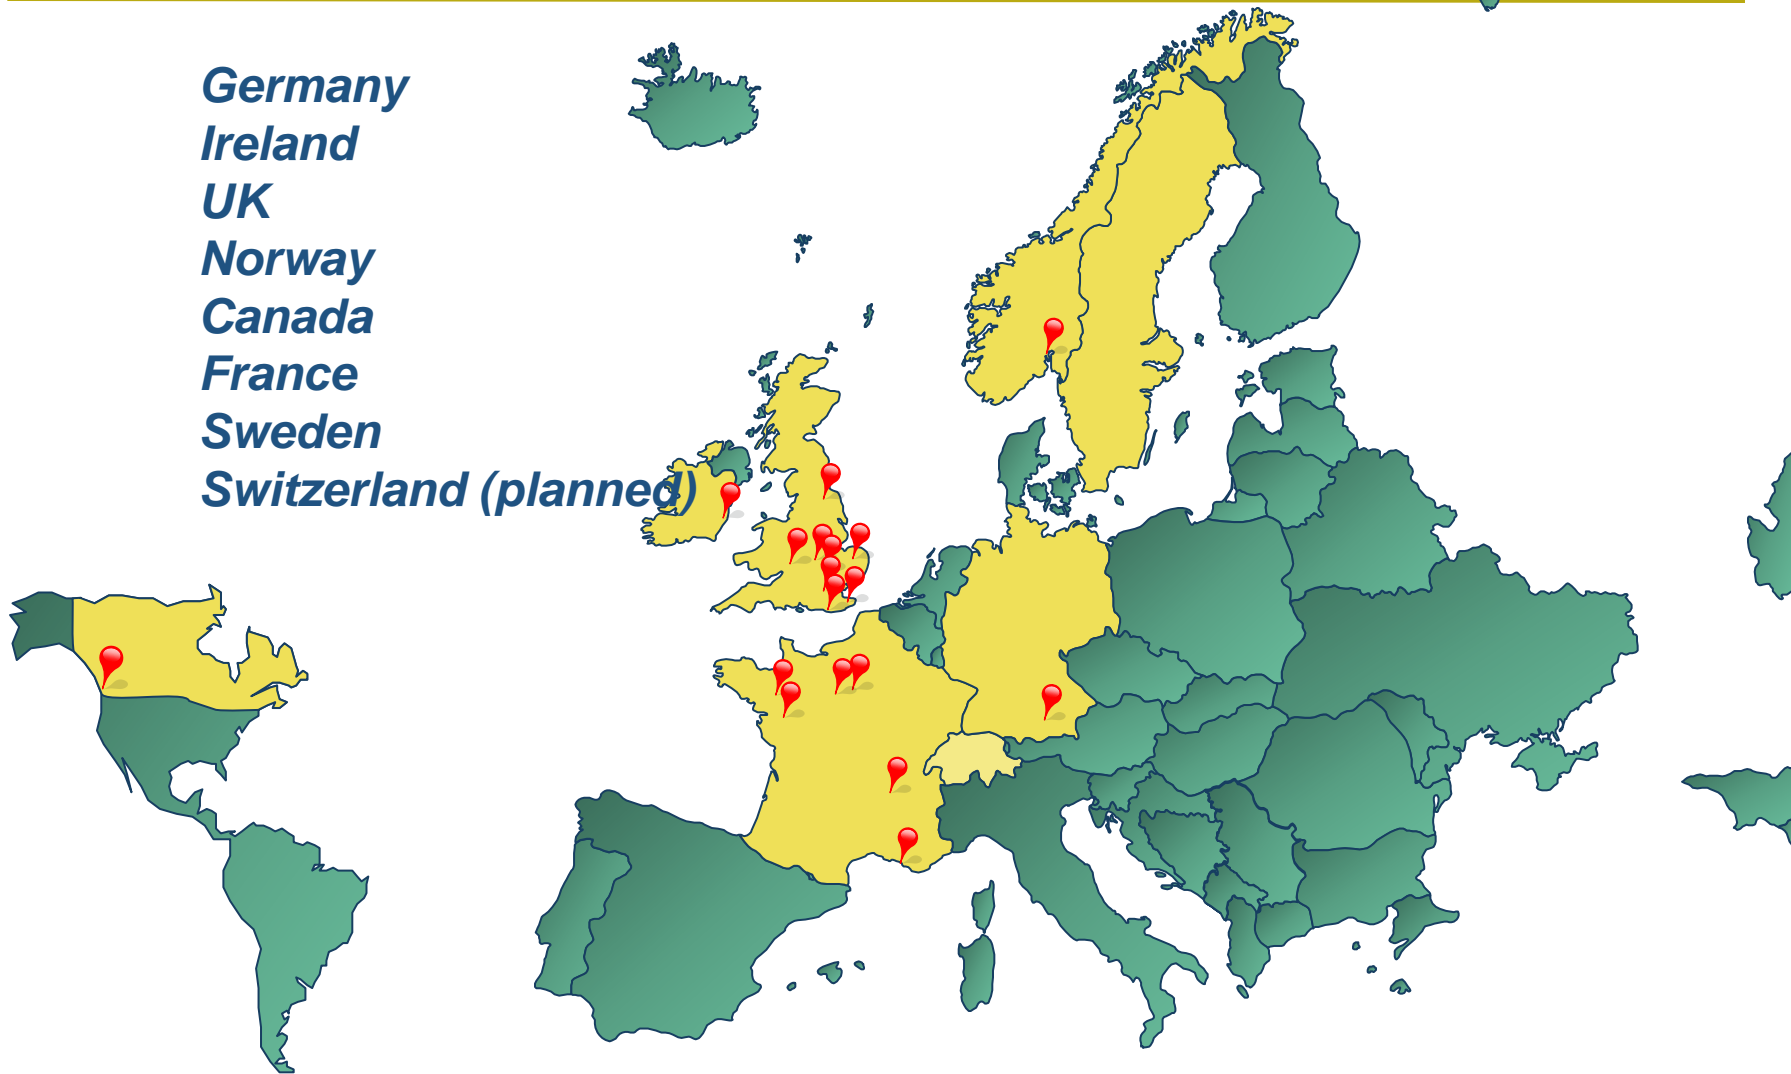 Germany
Ireland
UK
Norway
Canada
France
Sweden
Switzerland (planned)